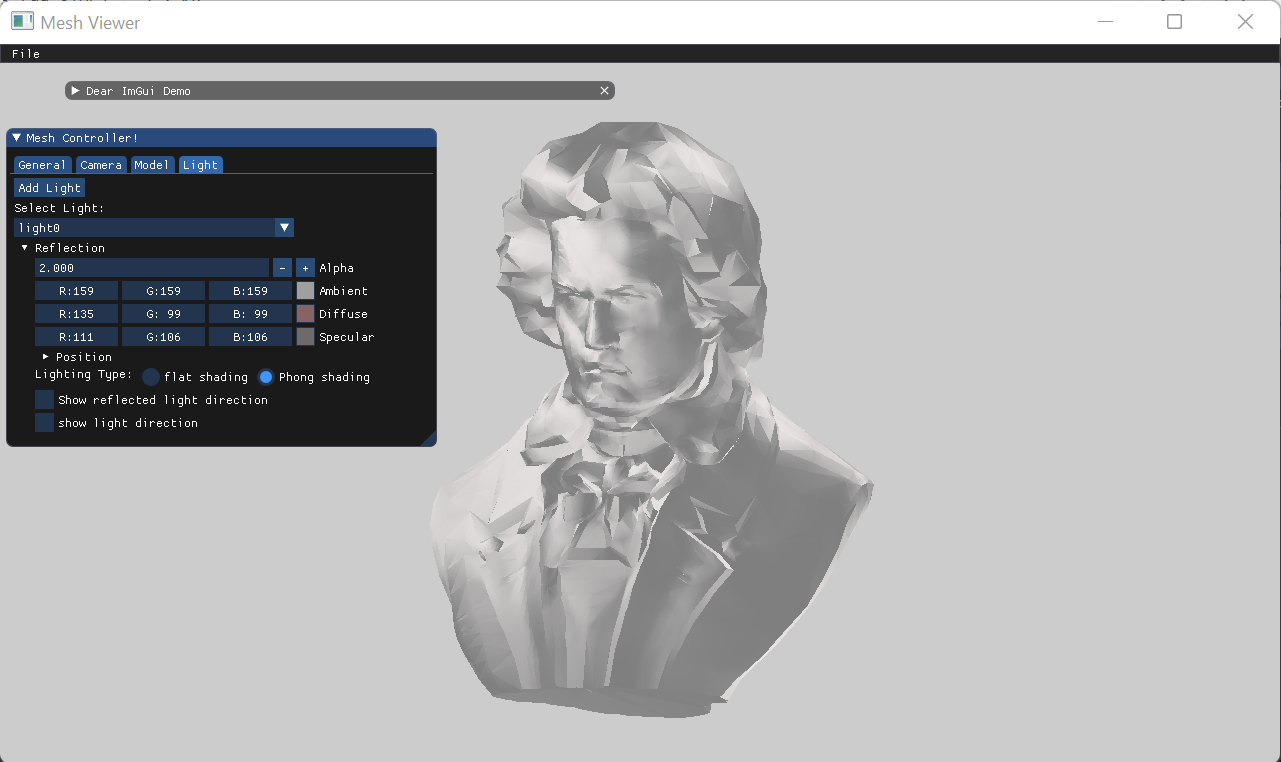 Mesh Viewer
File
Dear ImGui Demo
Mesh Controller!
General Camera Model Light
Add Light
Select Light:
light0
Reflection
2.000 - + Alpha
R:159 G:159 B:159 Ambient
R:135 G: 99 B: 99 Diffuse
R:111 G:106 B:106 Specular
Position
Lighting Type: flat shading Phong shading
Show reflected light direction
show light direction